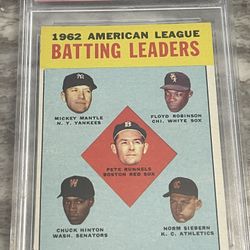 1962 AMERICAN LEAGUE
BATTING LEADERS
MICKEY MANTLE
N. Y. YANKEES
FLOYD ROBINSON
CHI. WHITE SOX
PETE RUNNELS
BOSTON RED SOX
CHUCK HINTON
WASH. SENATORS
NORM SIEBERN
K. C. ATHLETICS